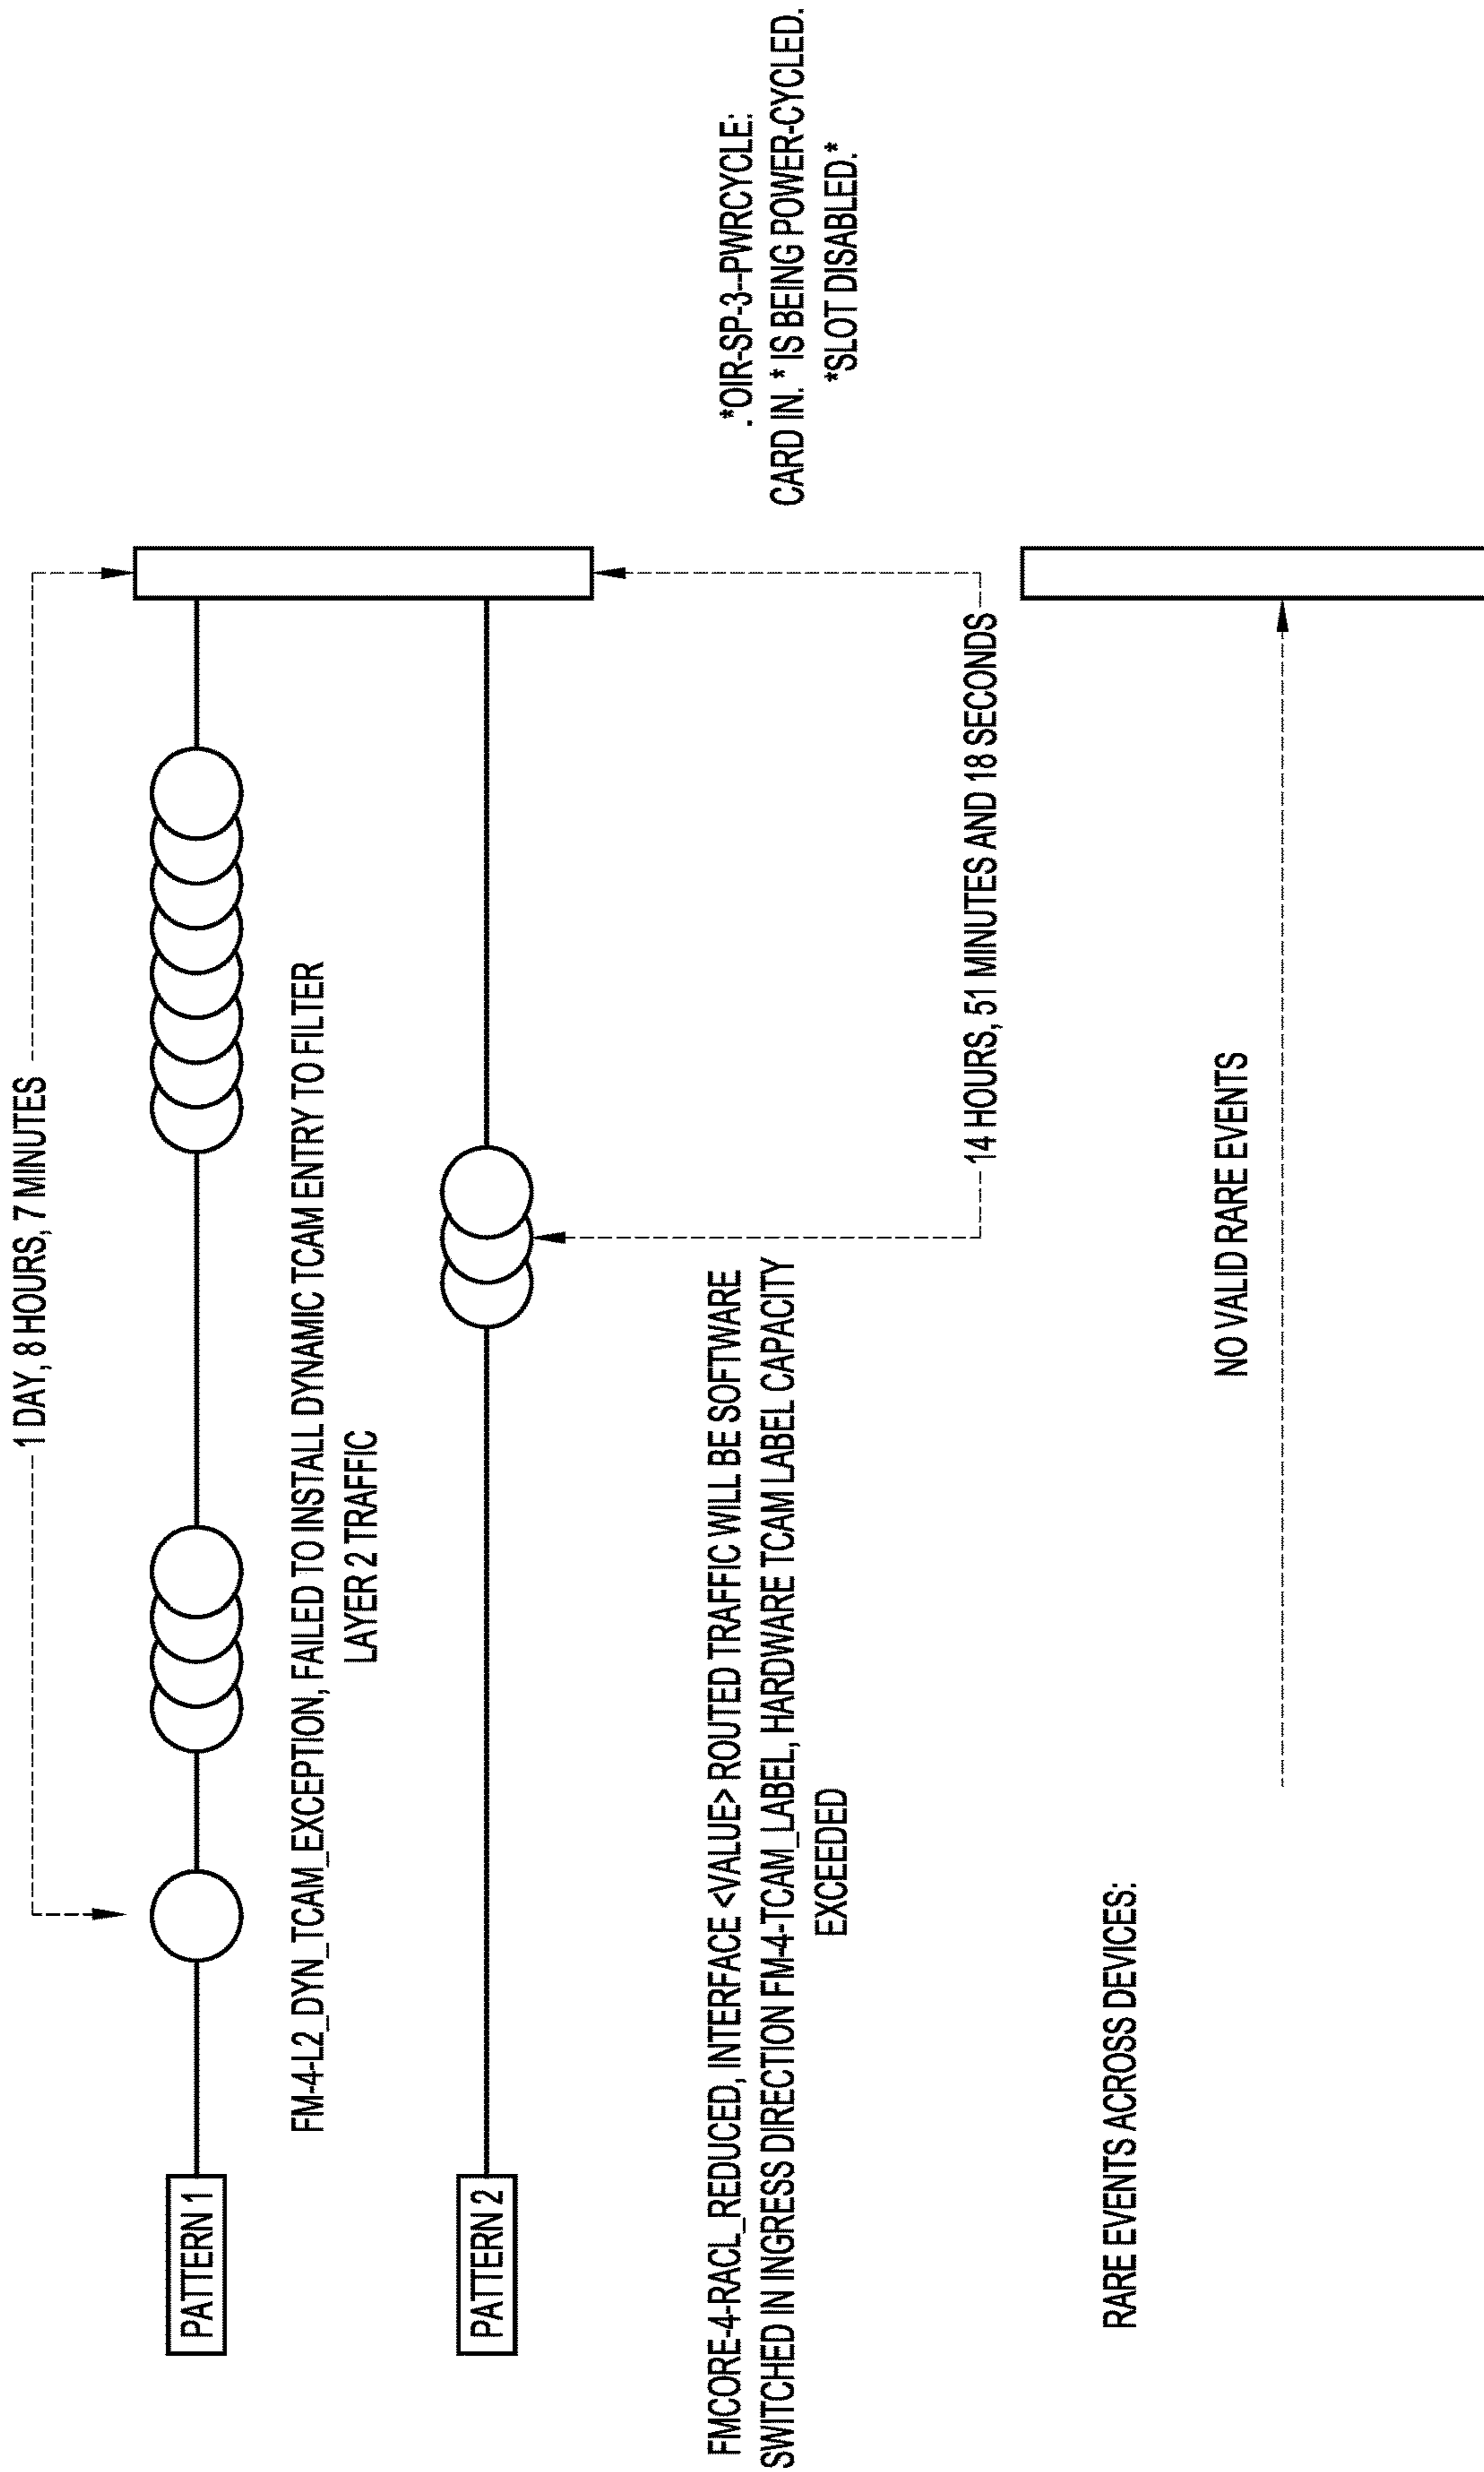 1 DAY, 8 HOURS, 7 MINUTES
PATTERN 1
FM-4-L2_DYN_TCAM_EXCEPTION, FAILED TO INSTALL DYNAMIC TCAM ENTRY TO FILTER
LAYER 2 TRAFFIC
PATTERN 2
FMCORE-4-RACL_REDUCED, INTERFACE <VALUE> ROUTED TRAFFIC WILL BE SOFTWARE
SWITCHED IN INGRESS DIRECTION FM-4-TCAM_LABEL, HARDWARE TCAM LABEL CAPACITY
EXCEEDED
.*OIR-SP-3--PWRCYCLE:
CARD IN. * IS BEING POWER-CYCLED.
*SLOT DISABLED.*
14 HOURS, 51 MINUTES AND 18 SECONDS
RARE EVENTS ACROSS DEVICES:
NO VALID RARE EVENTS